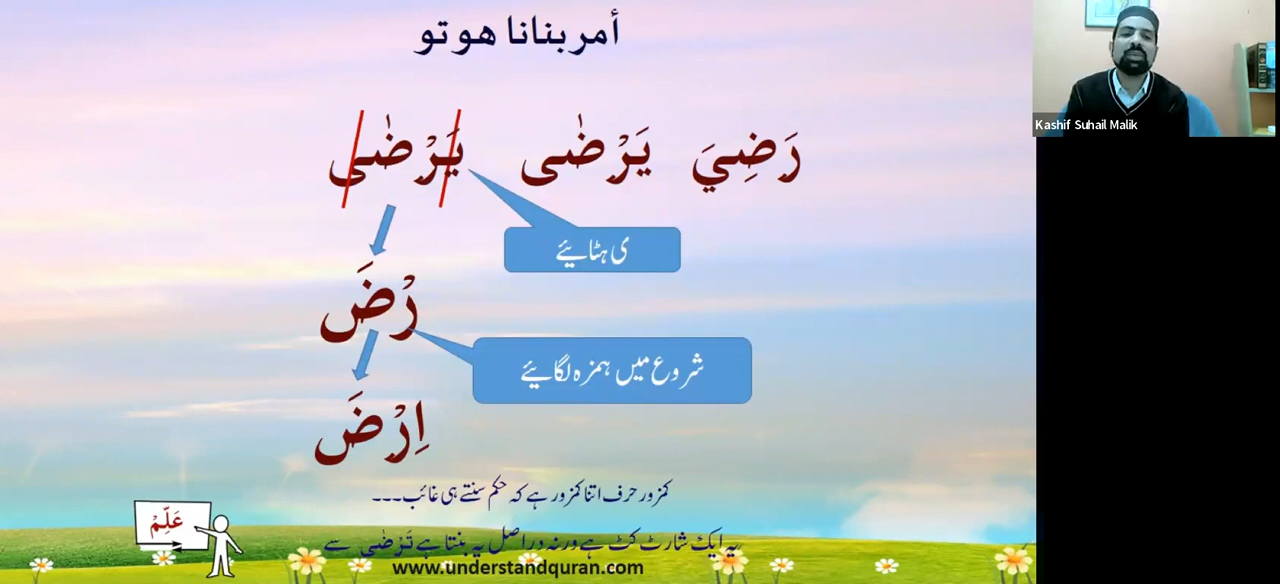 أمر بنانا هو تو
رَضِيَ يَرْضٰى يَرْضٰى
ی ہٹائیے
رْضَ
شروع میں ہمزہ لگائیے
اِرْضَ
کمزور حرف اتنا کمزور ہے کہ حکم سنتے ہی غائب۔۔۔
یہ ایک شارٹ کٹ ہے ورنہ دراصل یہ بنتا ہے تَرْضٰى سے
عَلِّمْ
www.understandquran.com
Kashif Suhail Malik